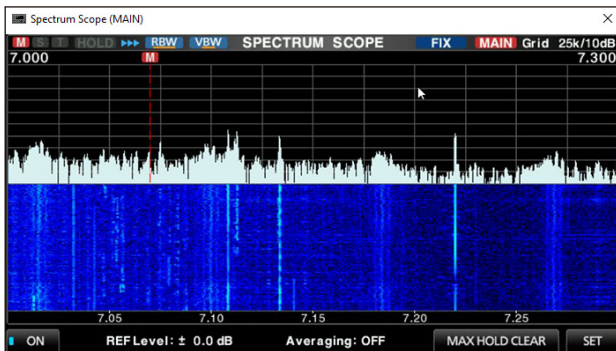 Spectrum Scope (MAIN)
M S T HOLD RBW VBW SPECTRUM SCOPE FIX MAIN Grid 25k/10dB
7.000 M 7.300
7.05 7.10 7.15 7.20 7.25
ON REF Level: ± 0.0 dB Averaging: OFF MAX HOLD CLEAR SET